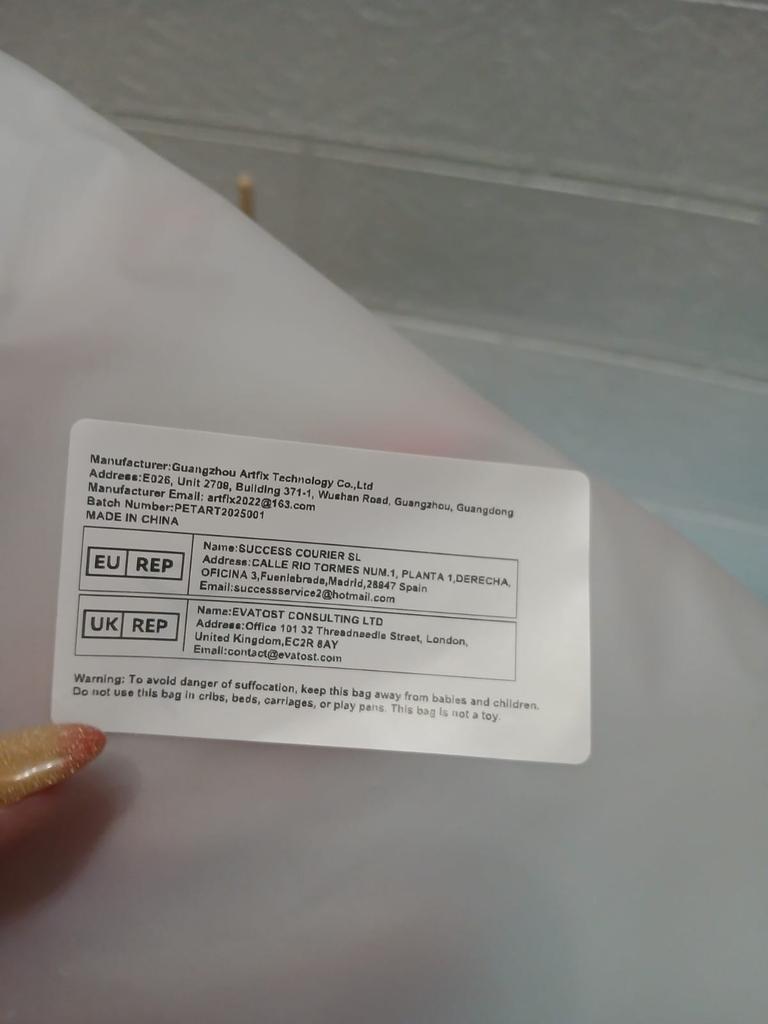 Manufacturer:Guangzhou Artfix Technology Co.,Ltd
Address:E026, Unit 2709, Building 371-1, Wushan Road, Guangzhou, Guangdong
Manufacturer Email: artfix2022@163.com
Batch Number:PETART2025001
MADE IN CHINA
EU REP
Name:SUCCESS COURIER SL
Address:CALLE RIO TORMES NUM.1, PLANTA 1,DERECHA,
OFICINA 3,Fuenlabrada,Madrid,28947 Spain
Email:successservice2@hotmail.com
UK REP
Name:EVATOST CONSULTING LTD
Address:Office 101 32 Threadneedle Street, London,
United Kingdom,EC2R 8AY
Email:contact@evatost.com
Warning: To avoid danger of suffocation, keep this bag away from babies and children.
Do not use this bag in cribs, beds, carriages, or play pens. This bag is not a toy.